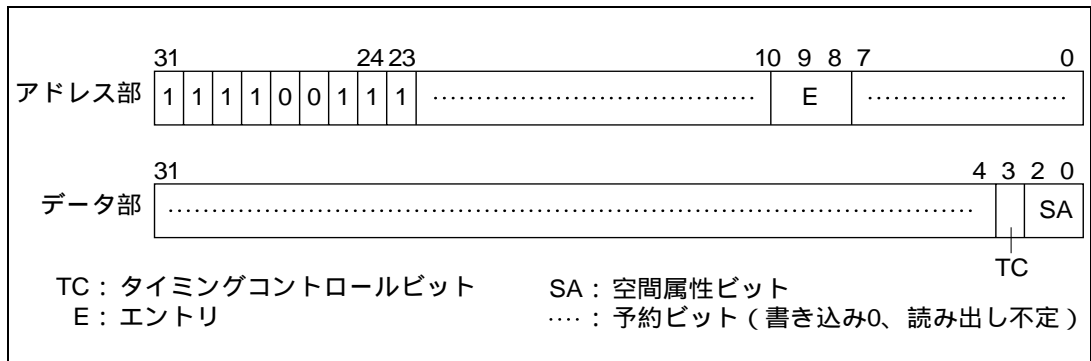 31 24 23 10 9 8 7 0
アドレス部 1 1 1 1 0 0 1 1 1 ‥‥‥‥‥‥‥‥‥‥‥‥ E ‥‥‥‥‥‥‥‥
31 4 3 2 0
データ部 ‥‥‥‥‥‥‥‥‥‥‥‥‥‥‥‥‥‥‥‥‥‥‥‥ SA
TC
TC : タイミングコントロールビット SA : 空間属性ビット
E : エントリ ‥‥ : 予約ビット ( 書き込み0、読み出し不定 )